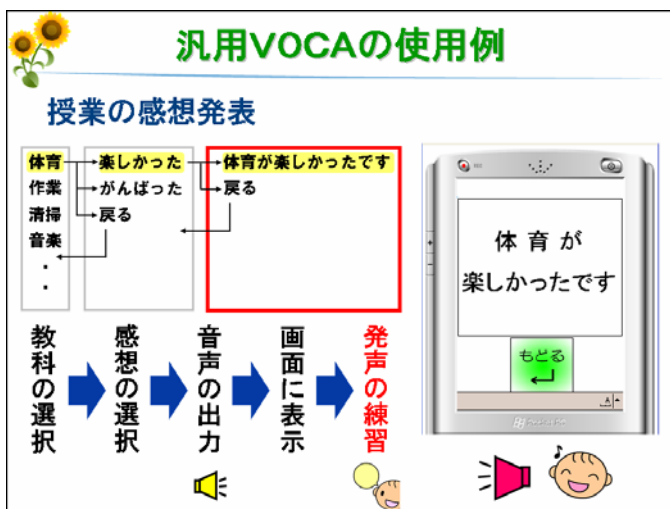 汎用VOCAの使用例
授業の感想発表
体育
作業
清掃
音楽
・
・
楽しかった
がんばった
戻る
体育が楽しかったです
戻る
教科の選択
感想の選択
音声の出力
画面に表示
発声の練習
体育が
楽しかったです
もどる
A